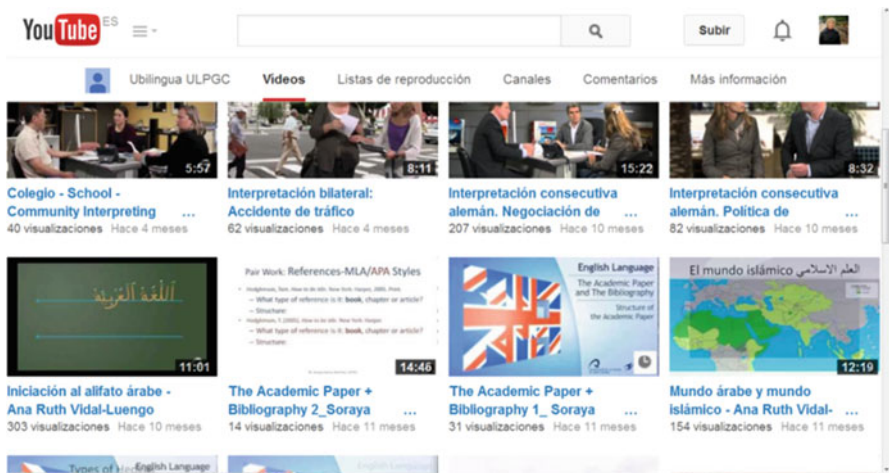 YouTube ES
Subir
Ubilingua ULPGC Vídeos Listas de reproducción Canales Comentarios Más información
5:57
8:11
15:22
8:32
Colegio - School -
Community Interpreting ...
40 visualizaciones Hace 4 meses
Interpretación bilateral:
Accidente de tráfico
62 visualizaciones Hace 4 meses
Interpretación consecutiva
alemán. Negociación de ...
207 visualizaciones Hace 10 meses
Interpretación consecutiva
alemán. Política de ...
82 visualizaciones Hace 10 meses
اَللُّغَةُ اَلْعَرَبِيَّةُ
11:01
Pair Work: References-MLA/APA Styles
– What type of reference is it: book, chapter or article?
– Structure:
– What type of reference is it: book, chapter or article?
– Structure:
14:46
English Language
The Academic Paper
and The Bibliography
Structure of
the Academic Paper
El mundo islámico العلم الاسلامي
12:19
Iniciación al alifato árabe -
Ana Ruth Vidal-Luengo
303 visualizaciones Hace 10 meses
The Academic Paper +
Bibliography 2_Soraya ...
14 visualizaciones Hace 11 meses
The Academic Paper +
Bibliography 1_ Soraya ...
31 visualizaciones Hace 11 meses
Mundo árabe y mundo
islámico - Ana Ruth Vidal- ...
154 visualizaciones Hace 11 meses
Types of
English Language
English Language